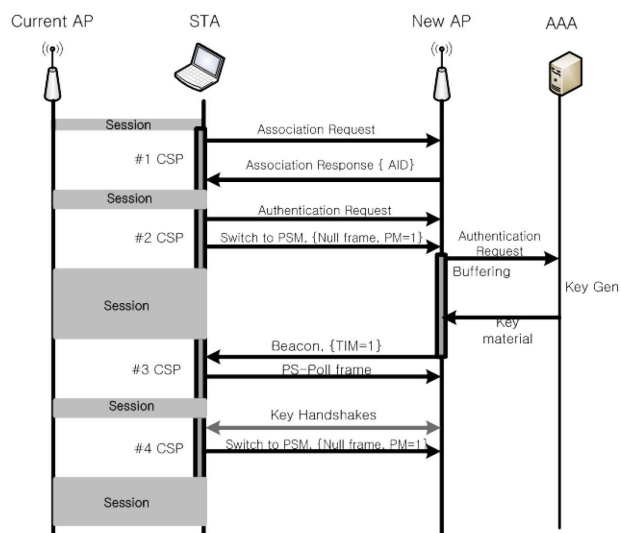 Current AP
STA
New AP
AAA
Session
Association Request
#1 CSP
Association Response { AID}
Session
Authentication Request
#2 CSP
Switch to PSM, {Null frame, PM=1}
Authentication
Request
Buffering
Key Gen
Session
Key
material
Beacon, {TIM=1}
#3 CSP
PS-Poll frame
Session
Key Handshakes
#4 CSP
Switch to PSM, {Null frame, PM=1}
Session